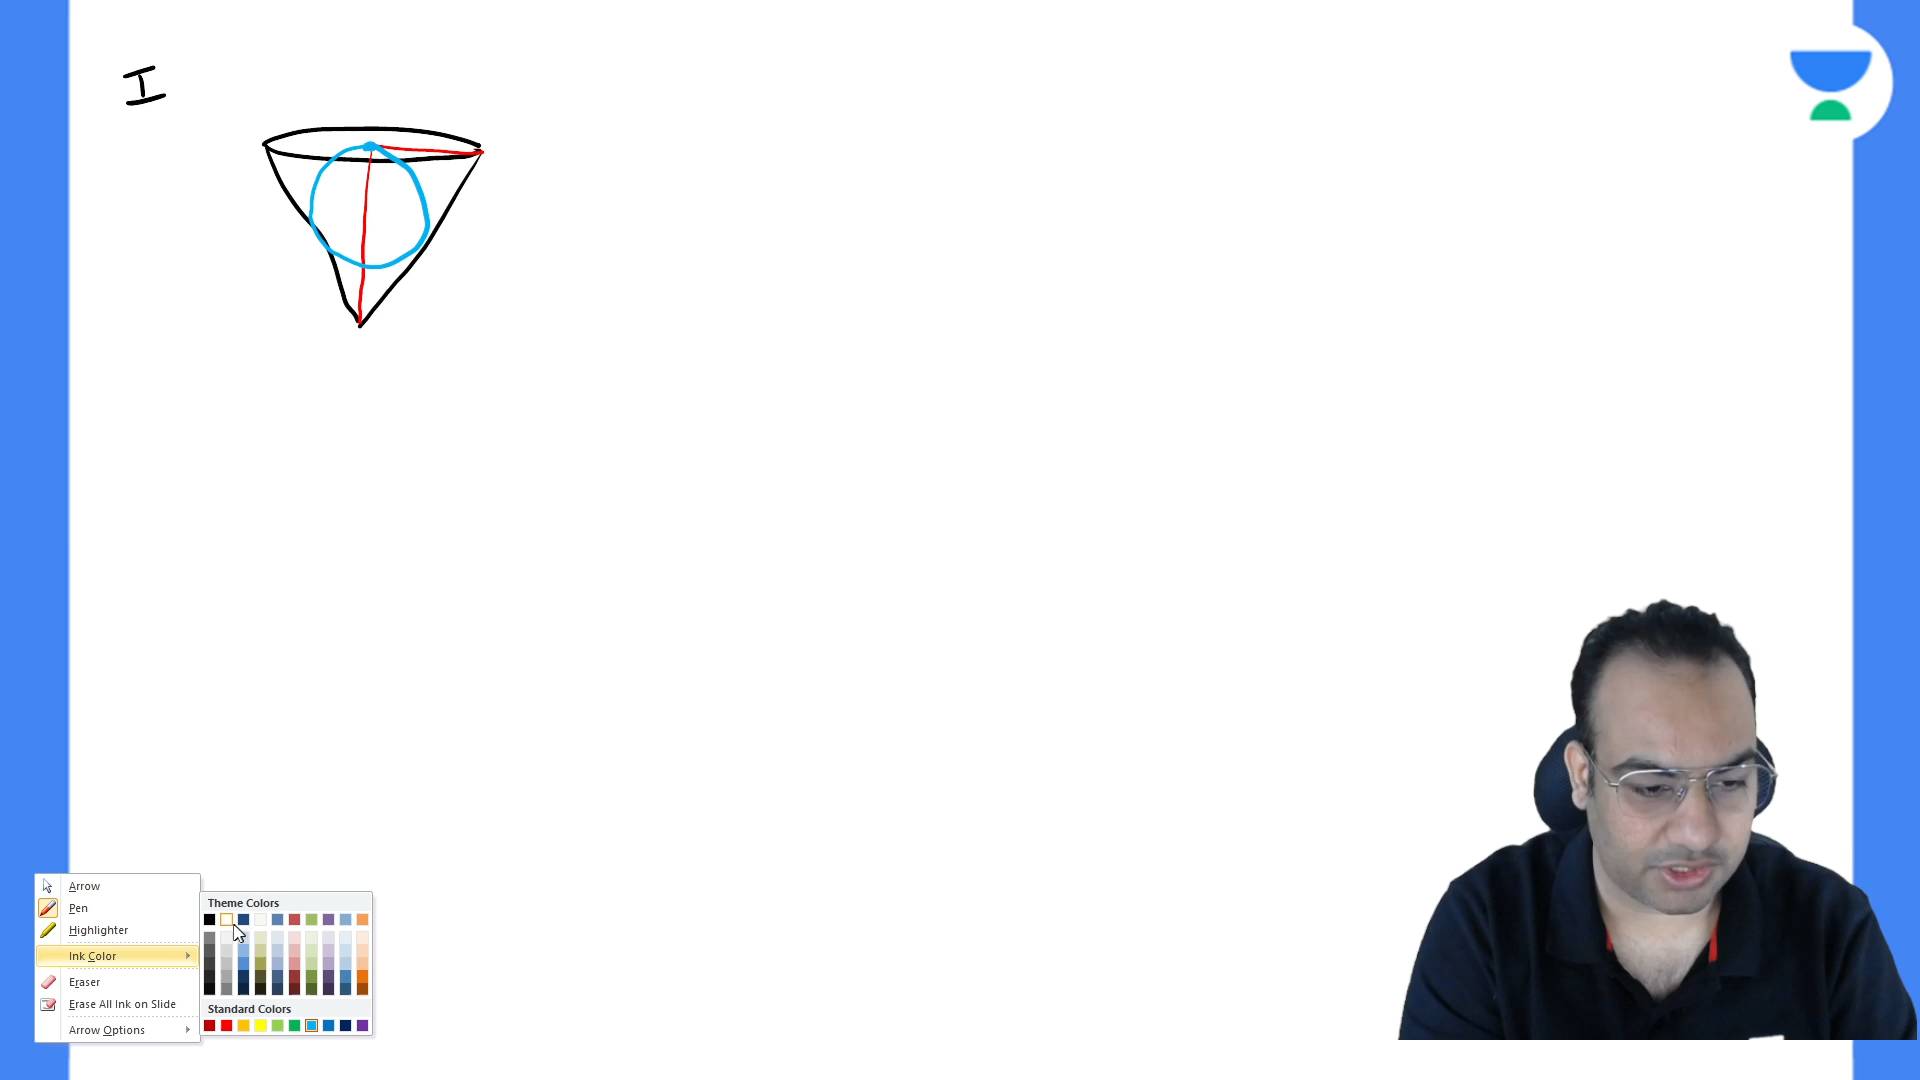 I
Arrow
Pen
Highlighter
Ink Color
Eraser
Erase All Ink on Slide
Arrow Options
Theme Colors
Standard Colors